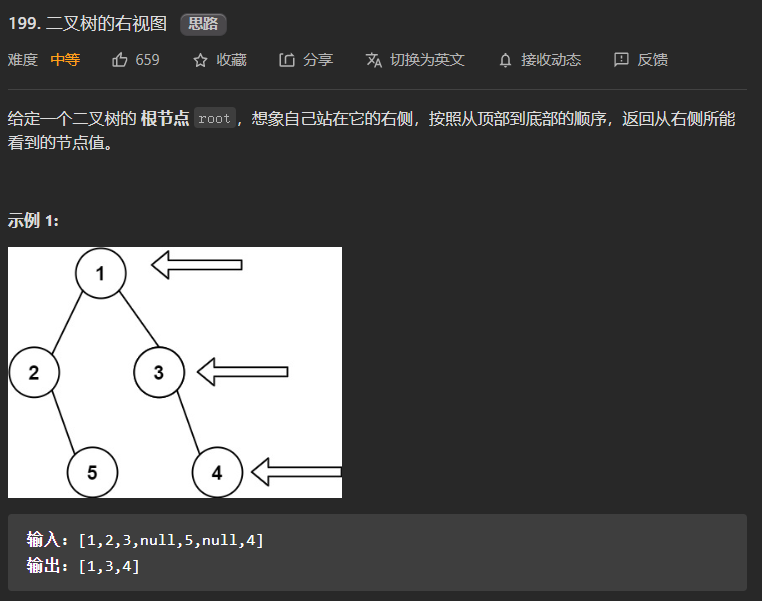 199. 二叉树的右视图 思路
难度 中等 659 收藏 分享 切换为英文 接收动态 反馈
给定一个二叉树的 根节点 root，想象自己站在它的右侧，按照从顶部到底部的顺序，返回从右侧所能
看到的节点值。
示例 1:
1
2 3
5 4
输入：[1,2,3,null,5,null,4]
输出：[1,3,4]